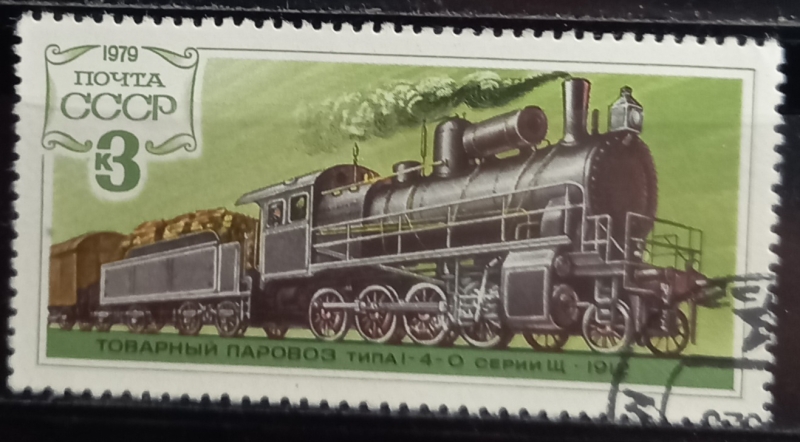 1979
ПОЧТА
СССР
К3
ТОВАРНЫЙ ПАРОВОЗ ТИПА 1-4-0 СЕРИИ Щ ·